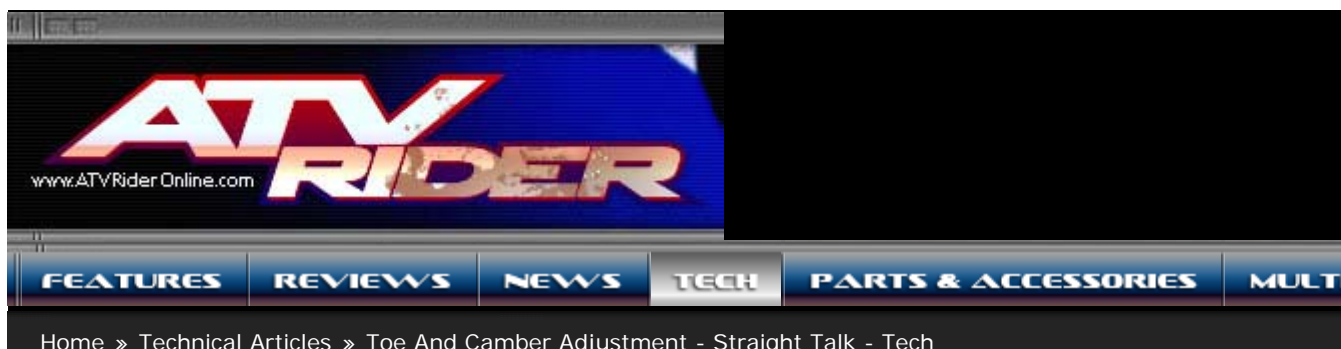 ATV
RIDER
www.ATVRiderOnline.com
FEATURES REVIEWS NEWS TECH PARTS & ACCESSORIES MULT
Home » Technical Articles » Toe And Camber Adjustment - Straight Talk - Tech